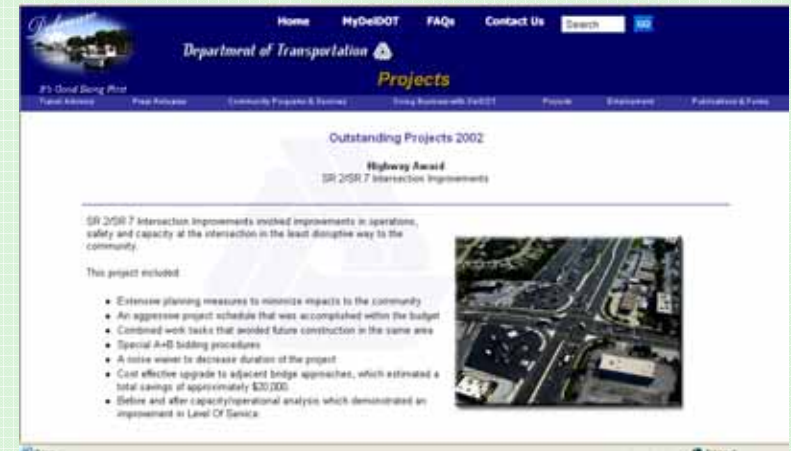 Delaware
It's Good Being First
Home MyDelDOT FAQs Contact Us Search GO
Department of Transportation
Projects
Travel Advisory Press Releases Community Programs & Services Doing Business with DelDOT Projects Employment Publications & Forms
Outstanding Projects 2002
Highway Award
SR 2/SR 7 Intersection Improvements
SR 2/SR 7 Intersection Improvements involved improvements in operations,
safety and capacity at the intersection in the least disruptive way to the
community.
This project included:
• Extensive planning measures to minimize impacts to the community
• An aggressive project schedule that was accomplished within the budget
• Combined work tasks that avoided future construction in the same area
• Special A+B bidding procedures
• A noise waiver to decrease duration of the project
• Cost effective upgrade to adjacent bridge approaches, which estimated a
total savings of approximately $20,000.
• Before and after capacity/operational analysis which demonstrated an
improvement in Level Of Service